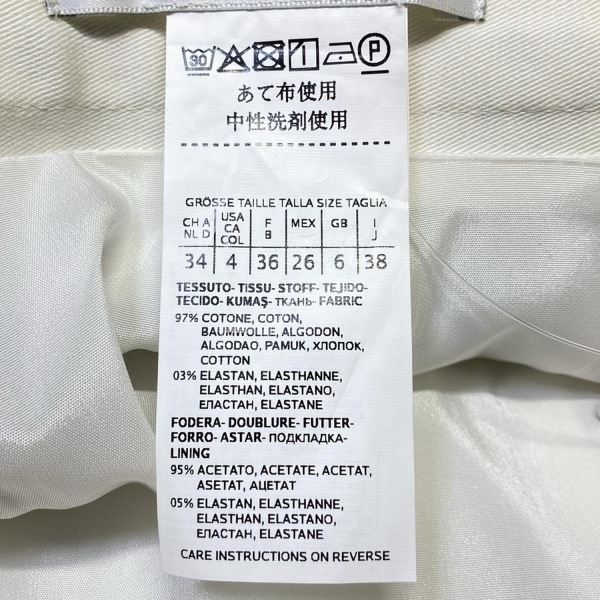 30
P
あて布使用
中性洗剤使用
GRÖSSE TAILLE TALLA SIZE TAGLIA
CH A NL D USA CA COL F B MEX GB I J
34 4 36 26 6 38
TESSUTO- TISSU- STOFF- TEJIDO-
TECIDO- KUMAŞ- ТКАНЬ- FABRIC
97% COTONE, COTON,
BAUMWOLLE, ALGODON,
ALGODAO, PAMUK, ХЛОПОК,
COTTON
03% ELASTAN, ELASTHANNE,
ELASTHAN, ELASTANO,
ЕЛАСТАН, ELASTANE
FODERA- DOUBLURE- FUTTER-
FORRO- ASTAR- ПОДКЛАДКА-
LINING
95% ACETATO, ACETATE, ACETAT,
ASETAT, АЦЕТАТ
05% ELASTAN, ELASTHANNE,
ELASTHAN, ELASTANO,
ЕЛАСТАН, ELASTANE
CARE INSTRUCTIONS ON REVERSE